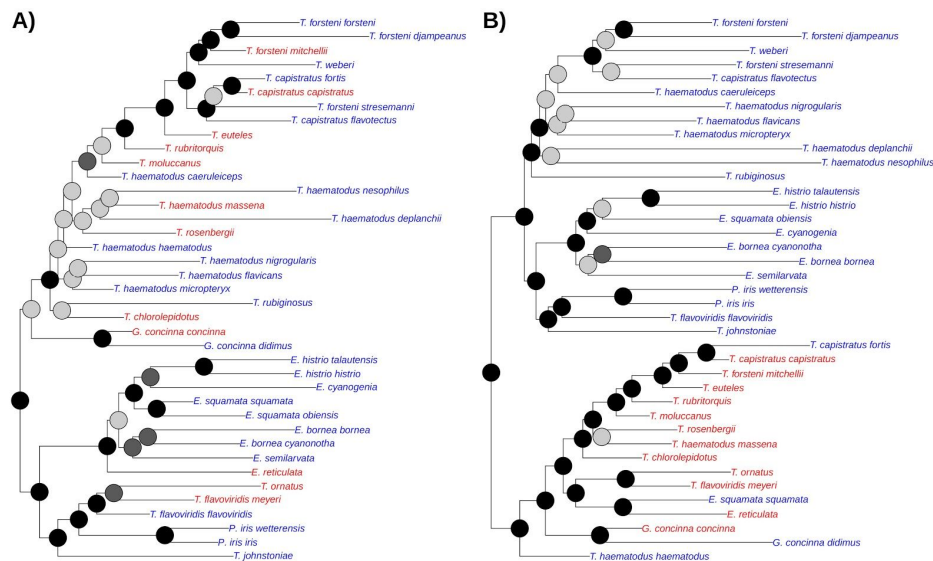 A)
T. forsteni forsteni
T. forsteni djampeanus
T. forsteni mitchellii
T. weberi
T. capistratus fortis
T. capistratus capistratus
T. forsteni stresemanni
T. capistratus flavotectus
T. euteles
T. rubritorquis
T. moluccanus
T. haematodus caeruleiceps
T. haematodus nesophilus
T. haematodus massena
T. haematodus deplanchii
T. rosenbergii
T. haematodus haematodus
T. haematodus nigrogularis
T. haematodus flavicans
T. haematodus micropteryx
T. rubiginosus
T. chlorolepidotus
G. concinna concinna
G. concinna didimus
E. histrio talautensis
E. histrio histrio
E. cyanogenia
E. squamata squamata
E. squamata obiensis
E. bornea bornea
E. bornea cyanonotha
E. semilarvata
E. reticulata
T. ornatus
T. flavoviridis meyeri
T. flavoviridis flavoviridis
P. iris wetterensis
P. iris iris
T. johnstoniae
B)
T. forsteni forsteni
T. forsteni djampeanus
T. weberi
T. forsteni stresemanni
T. capistratus flavotectus
T. haematodus caeruleiceps
T. haematodus nigrogularis
T. haematodus flavicans
T. haematodus micropteryx
T. haematodus deplanchii
T. haematodus nesophilus
T. rubiginosus
E. histrio talautensis
E. histrio histrio
E. squamata obiensis
E. cyanogenia
E. bornea cyanonotha
E. bornea bornea
E. semilarvata
P. iris wetterensis
P. iris iris
T. flavoviridis flavoviridis
T. johnstoniae
T. capistratus fortis
T. capistratus capistratus
T. forsteni mitchellii
T. euteles
T. rubritorquis
T. moluccanus
T. rosenbergii
T. haematodus massena
T. chlorolepidotus
T. ornatus
T. flavoviridis meyeri
E. squamata squamata
E. reticulata
G. concinna concinna
G. concinna didimus
T. haematodus haematodus